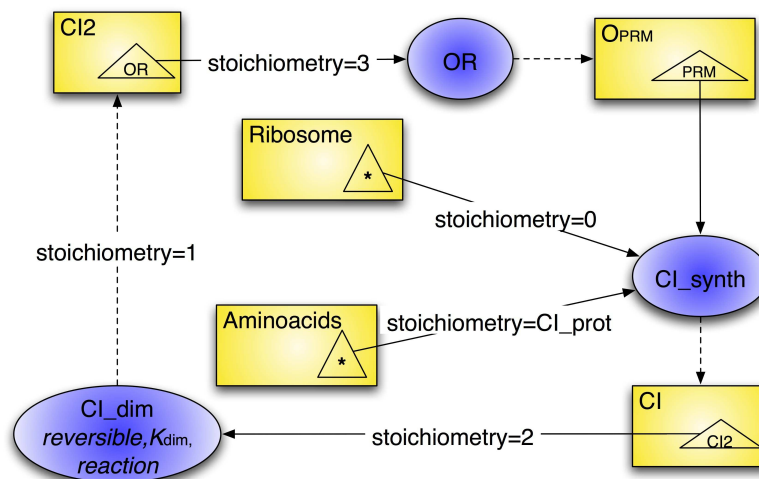 CI2
OR
stoichiometry=3
OR
OPRM
PRM
Ribosome
*
stoichiometry=0
stoichiometry=1
CI_synth
Aminoacids
*
stoichiometry=CI_prot
CI_dim
reversible,Kdim,
reaction
stoichiometry=2
CI
CI2